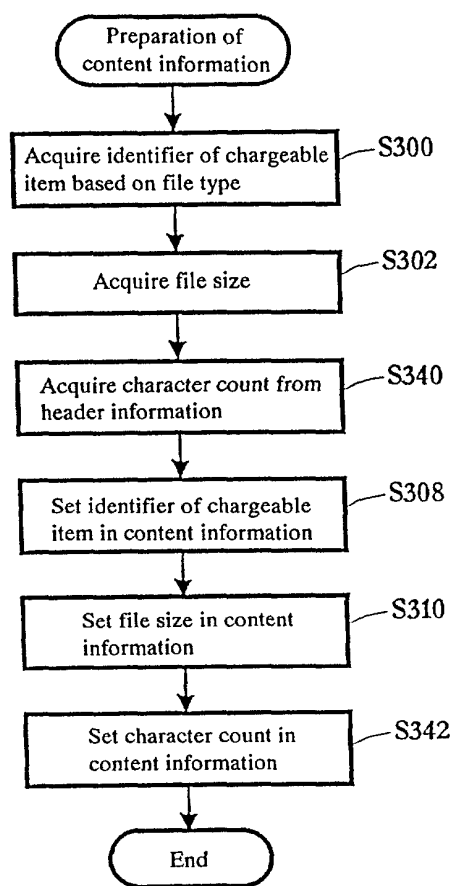 Preparation of
content information
Acquire identifier of chargeable
item based on file type
S300
Acquire file size
S302
Acquire character count from
header information
S340
Set identifier of chargeable
item in content information
S308
Set file size in content
information
S310
Set character count in
content information
S342
End